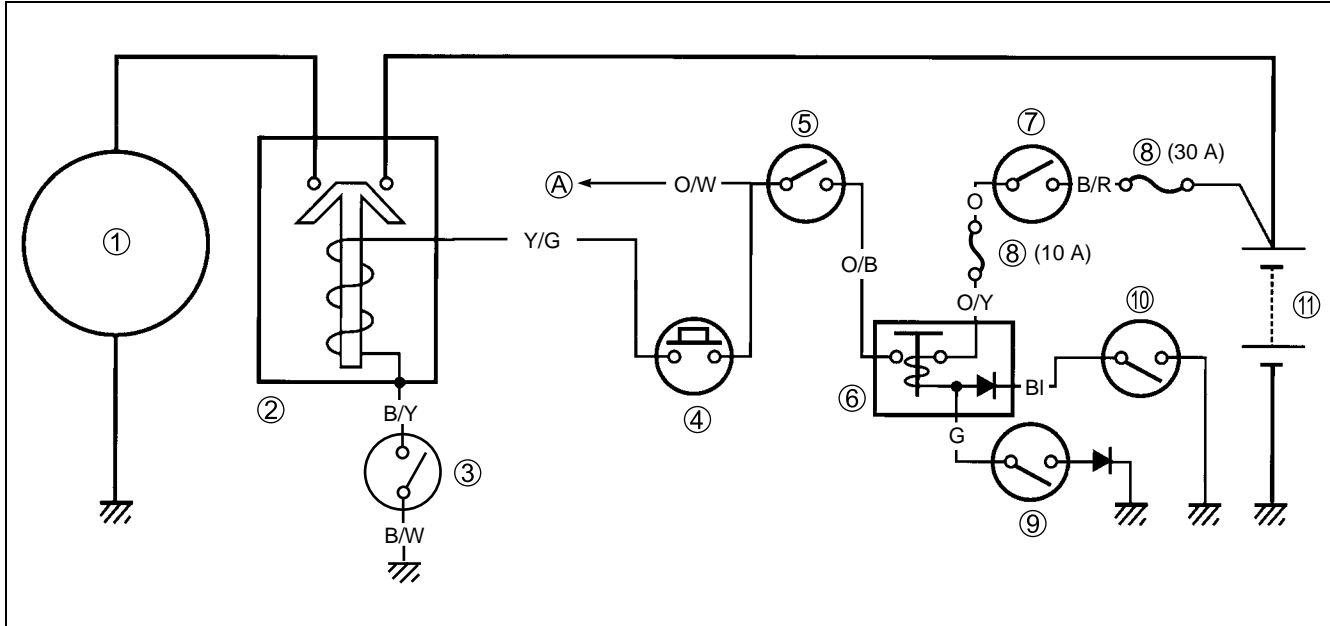 ⑤
⑦
⑧ (30 A)
Ⓐ
O/W
B/R
O
①
Y/G
O/B
⑧ (10 A)
O/Y
⑩
⑪
②
④
⑥
Bl
B/Y
G
③
⑨
B/W